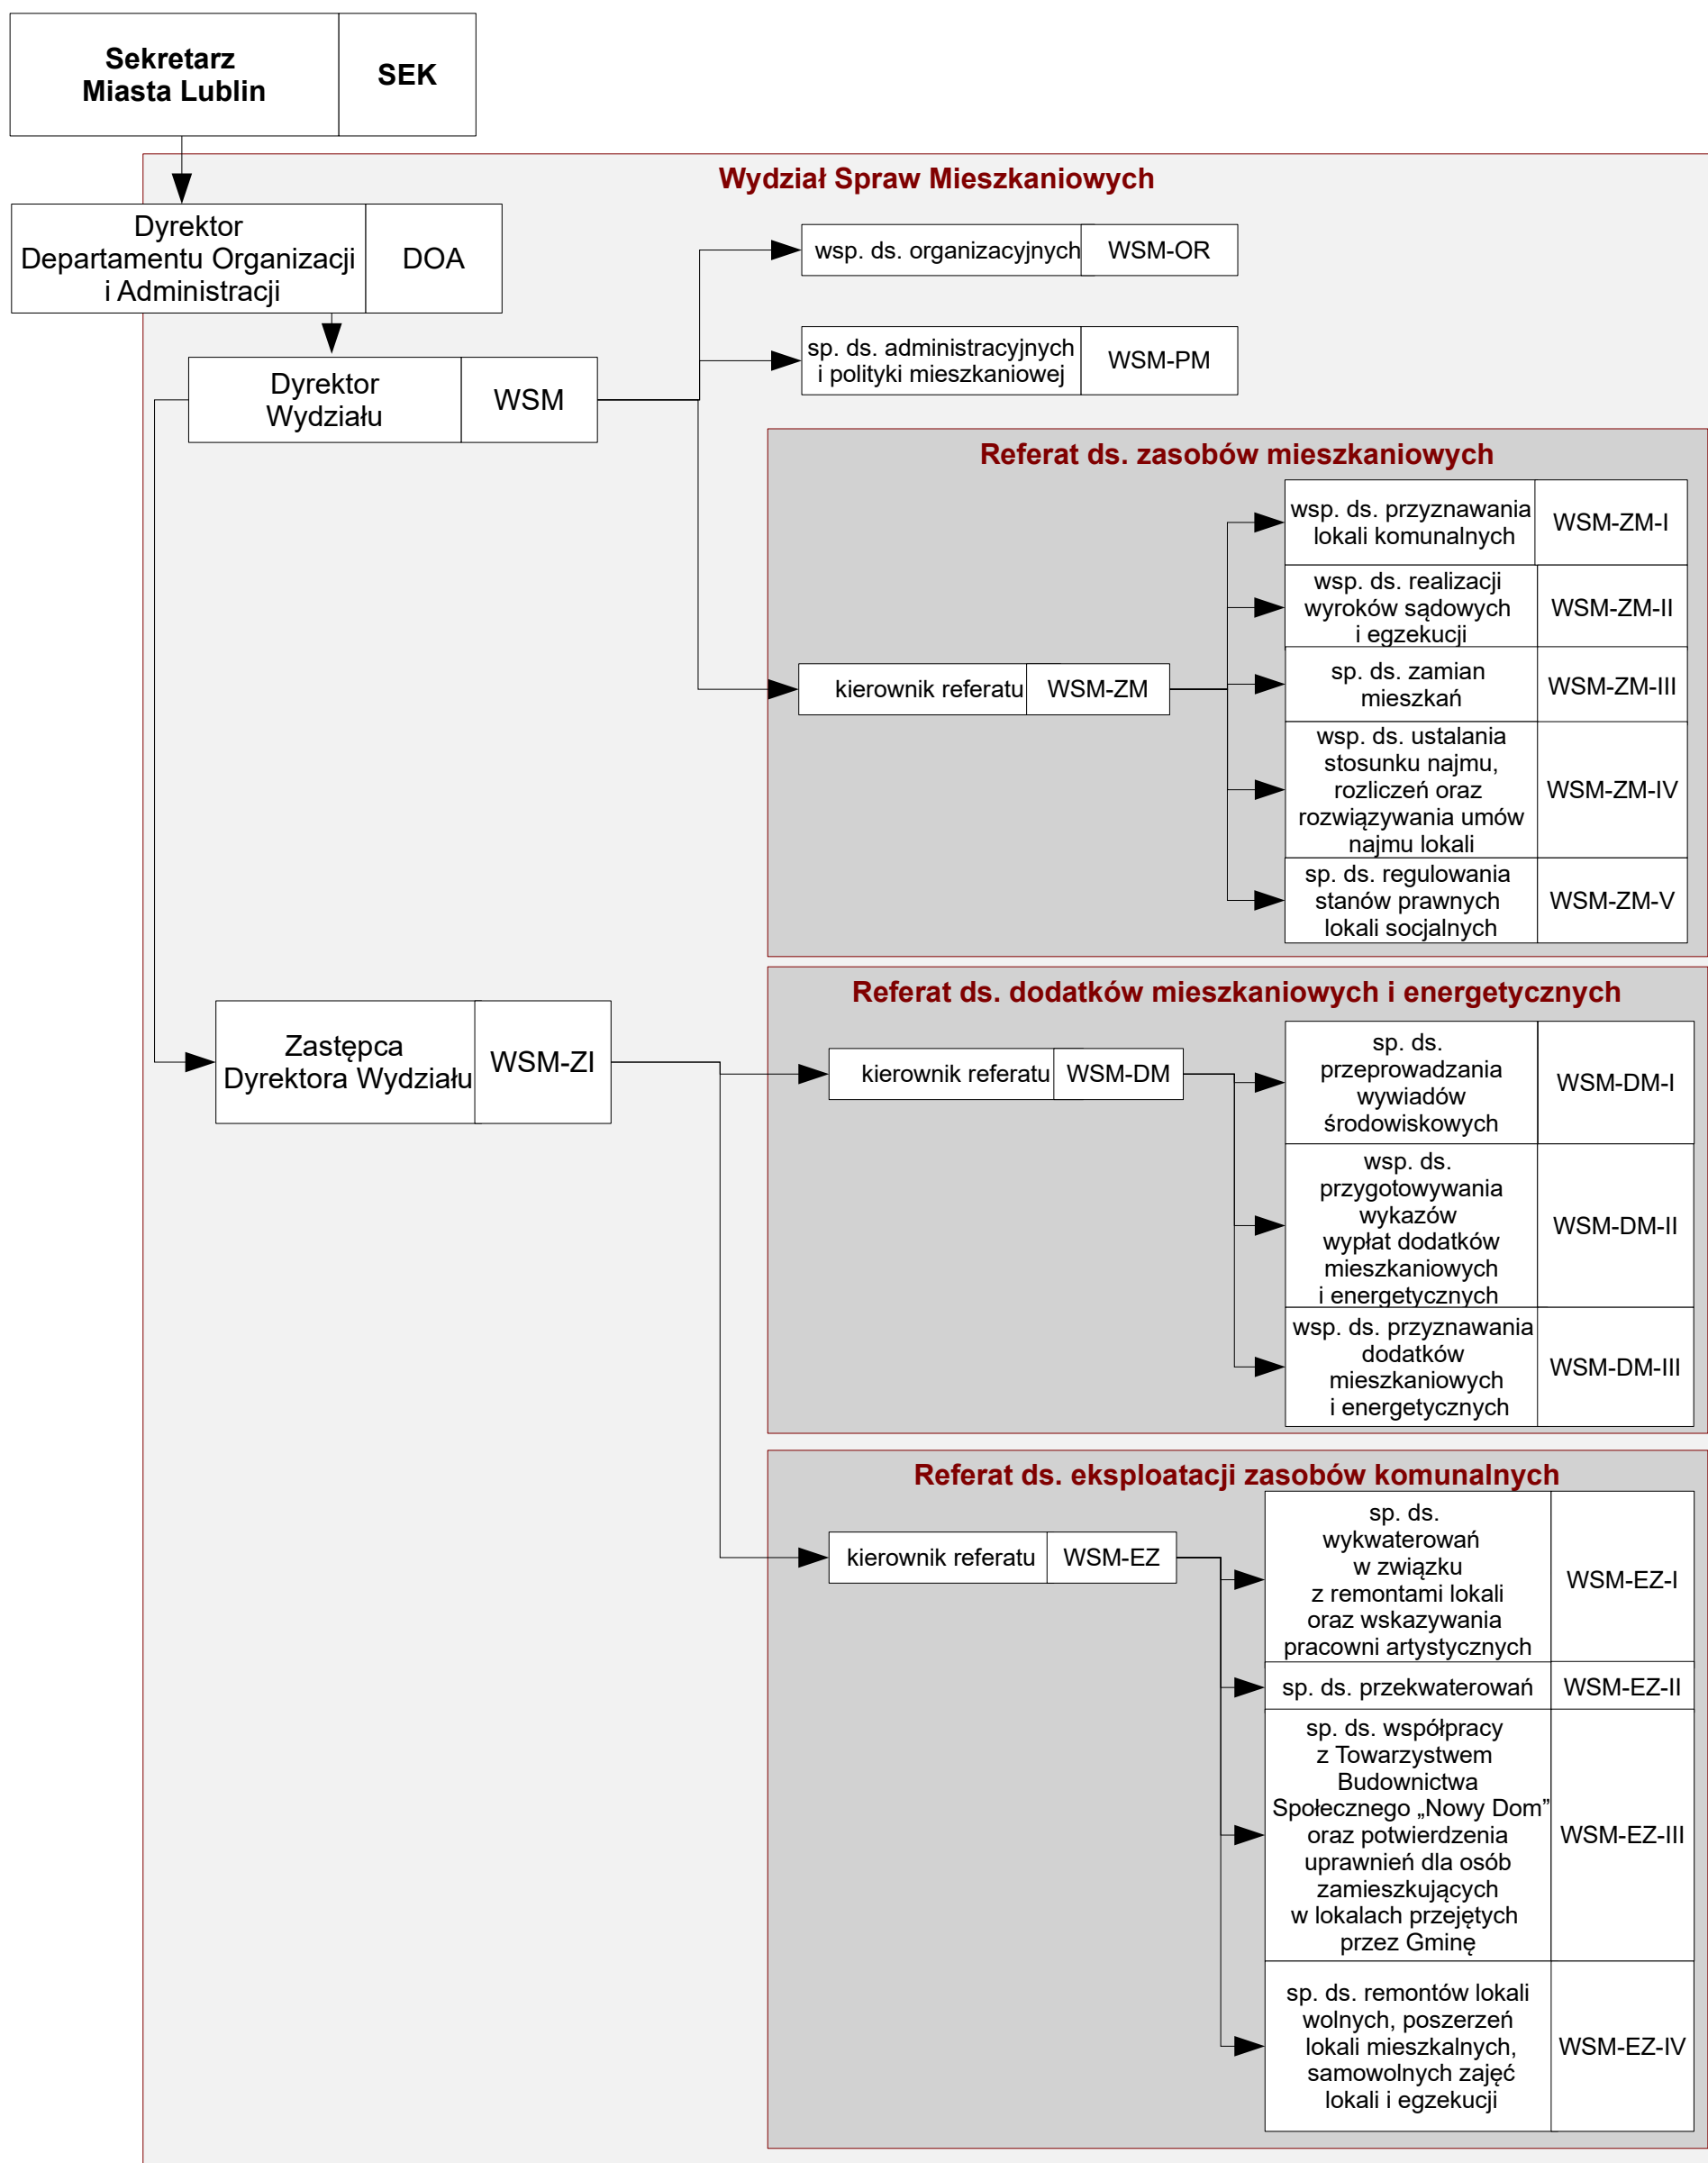 Sekretarz
Miasta Lublin
SEK
Wydział Spraw Mieszkaniowych
Dyrektor
Departamentu Organizacji
i Administracji
DOA
wsp. ds. organizacyjnych
WSM-OR
sp. ds. administracyjnych
i polityki mieszkaniowej
WSM-PM
Dyrektor
Wydziału
WSM
Referat ds. zasobów mieszkaniowych
wsp. ds. przyznawania
lokali komunalnych
WSM-ZM-I
wsp. ds. realizacji
wyroków sądowych
i egzekucji
WSM-ZM-II
kierownik referatu
WSM-ZM
sp. ds. zamian
mieszkań
WSM-ZM-III
wsp. ds. ustalania
stosunku najmu,
rozliczeń oraz
rozwiązywania umów
najmu lokali
WSM-ZM-IV
sp. ds. regulowania
stanów prawnych
lokali socjalnych
WSM-ZM-V
Zastępca
Dyrektora Wydziału
WSM-ZI
Referat ds. dodatków mieszkaniowych i energetycznych
kierownik referatu
WSM-DM
sp. ds.
przeprowadzania
wywiadów
środowiskowych
WSM-DM-I
wsp. ds.
przygotowywania
wykazów
wypłat dodatków
mieszkaniowych
i energetycznych
WSM-DM-II
wsp. ds. przyznawania
dodatków
mieszkaniowych
i energetycznych
WSM-DM-III
Referat ds. eksploatacji zasobów komunalnych
kierownik referatu
WSM-EZ
sp. ds.
wykwaterowań
w związku
z remontami lokali
oraz wskazywania
pracowni artystycznych
WSM-EZ-I
sp. ds. przekwaterowań
WSM-EZ-II
sp. ds. współpracy
z Towarzystwem
Budownictwa
Społecznego „Nowy Dom”
oraz potwierdzenia
uprawnień dla osób
zamieszkujących
w lokalach przejętych
przez Gminę
WSM-EZ-III
sp. ds. remontów lokali
wolnych, poszerzeń
lokali mieszkalnych,
samowolnych zajęć
lokali i egzekucji
WSM-EZ-IV